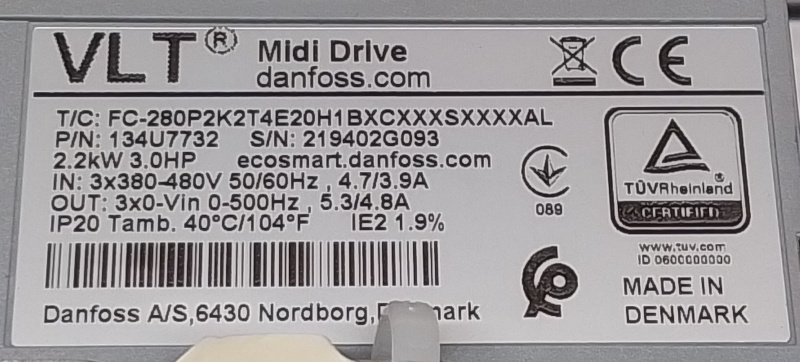 VLT® Midi Drive
danfoss.com
CE
T/C: FC-280P2K2T4E20H1BXCXXXSXXXXAL
P/N: 134U7732 S/N: 219402G093
2.2kW 3.0HP ecosmart.danfoss.com
IN: 3x380-480V 50/60Hz , 4.7/3.9A
OUT: 3x0-Vin 0-500Hz , 5.3/4.8A
IP20 Tamb. 40°C/104°F IE2 1.9%
089
TÜVRheinland®
CERTIFIED
www.tuv.com
ID 0600000000
MADE IN
DENMARK
Danfoss A/S,6430 Nordborg,